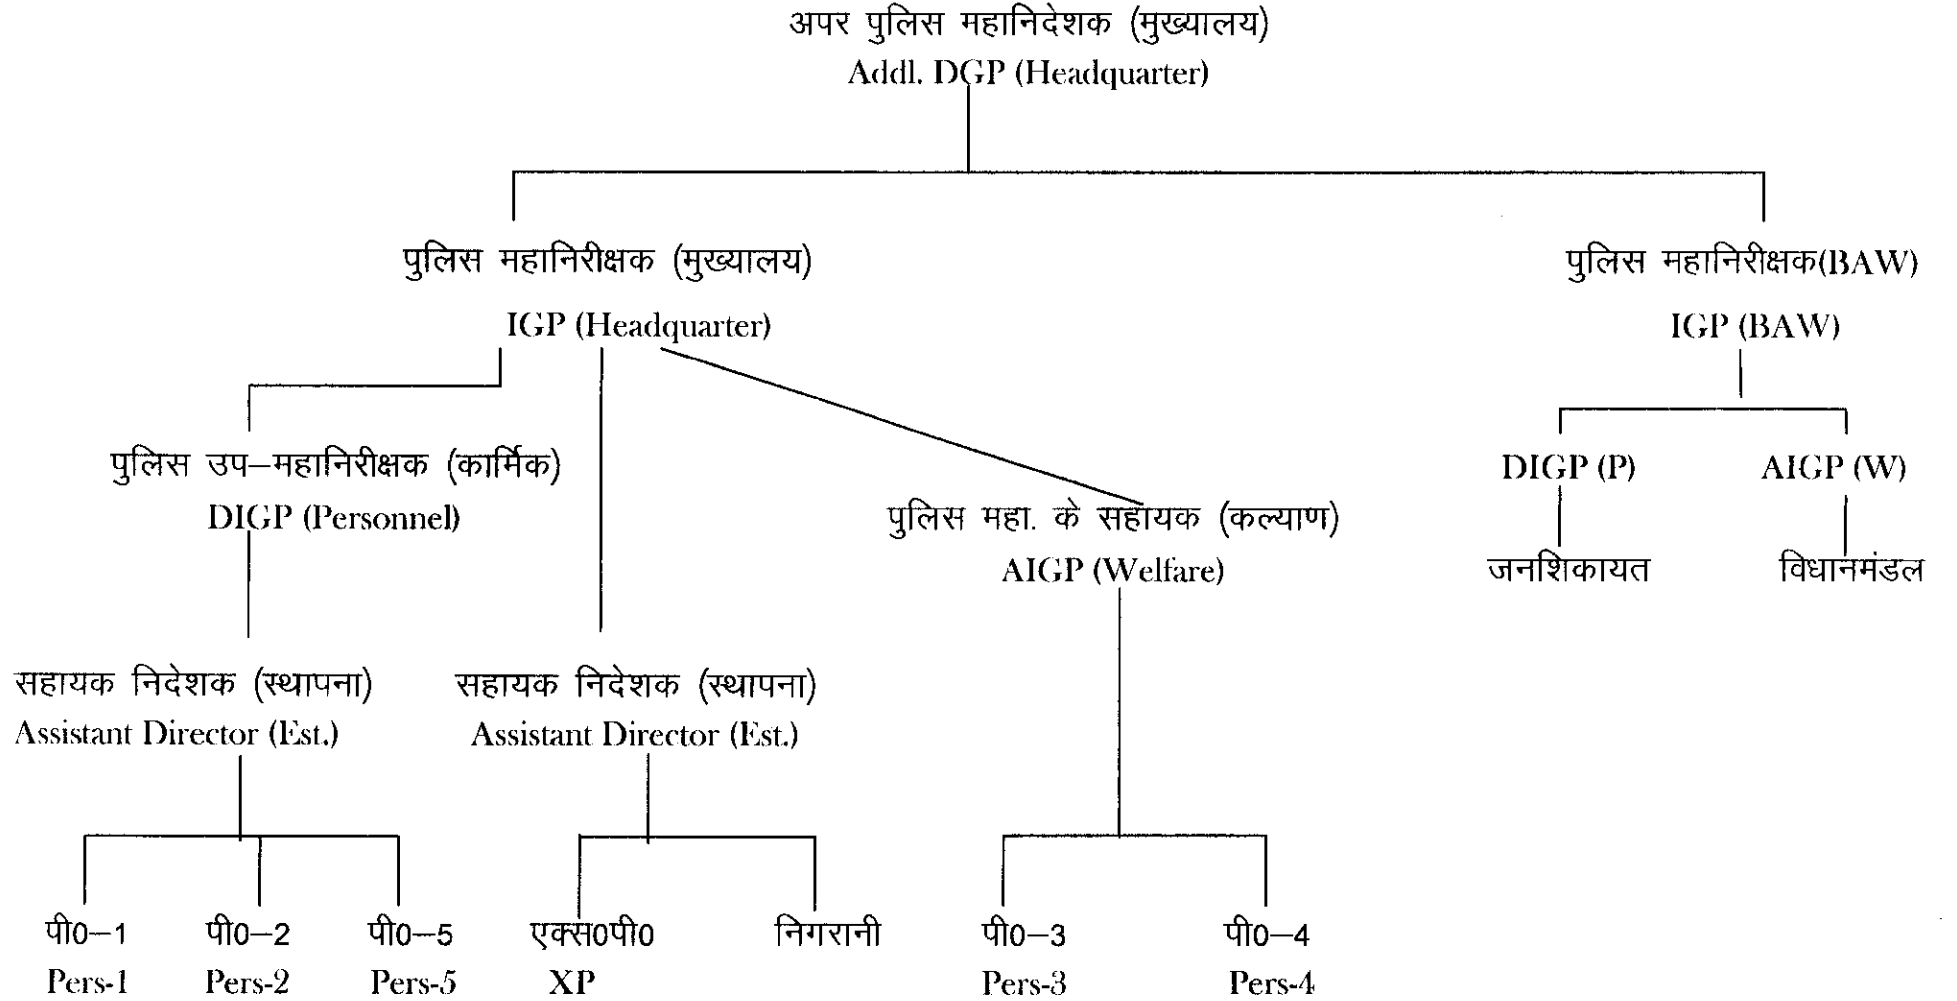 अपर पुलिस महानिदेशक (मुख्यालय)
Addl. DGP (Headquarter)
पुलिस महानिरीक्षक (मुख्यालय)
IGP (Headquarter)
पुलिस महानिरीक्षक(BAW)
IGP (BAW)
पुलिस उप–महानिरीक्षक (कार्मिक)
DIGP (Personnel)
पुलिस महा. के सहायक (कल्याण)
AIGP (Welfare)
DIGP (P)
AIGP (W)
जनशिकायत
विधानमंडल
सहायक निदेशक (स्थापना)
Assistant Director (Est.)
सहायक निदेशक (स्थापना)
Assistant Director (Est.)
पी0–1
Pers-1
पी0–2
Pers-2
पी0–5
Pers-5
एक्स0पी0
XP
निगरानी
पी0–3
Pers-3
पी0–4
Pers-4